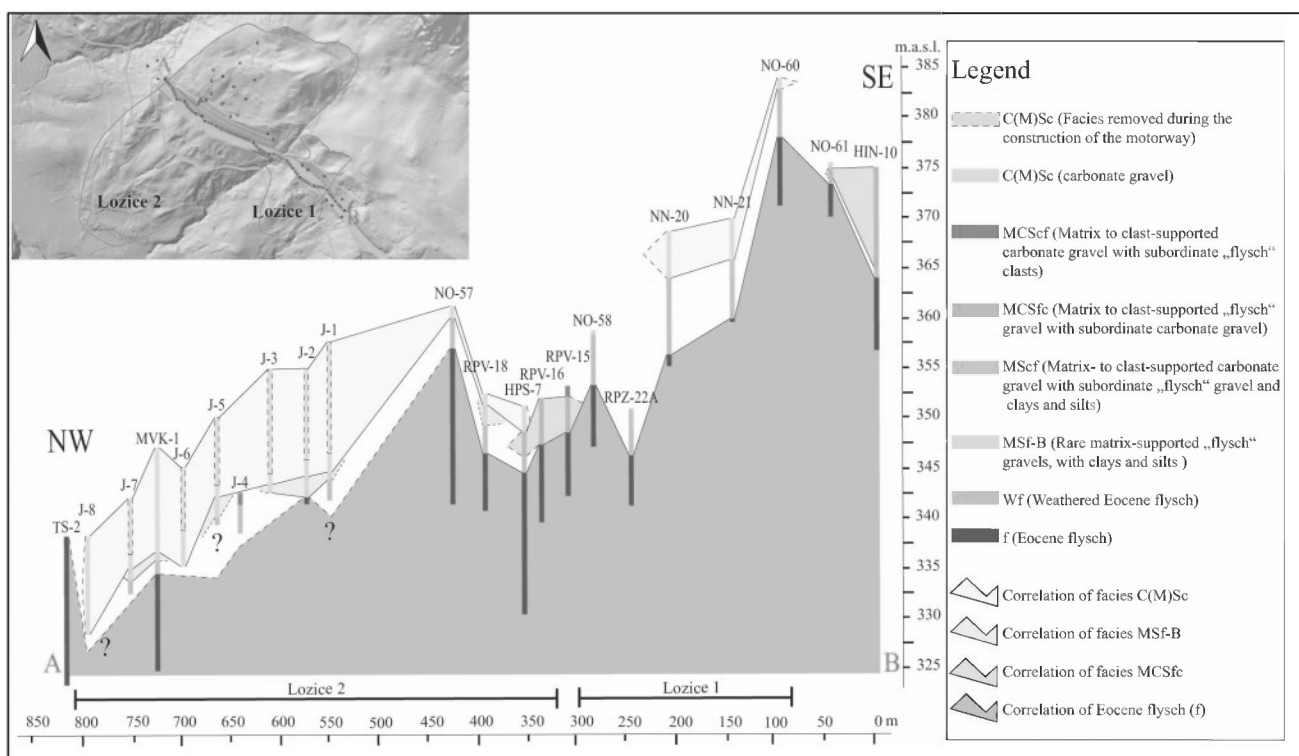 Lozice 2
Lozice 1
B
m.a.s.l.
NW
SE
TS-2
J-8
J-7
MVK-1
J-6
J-5
J-4
J-3
J-2
J-1
NO-57
RPV-18
HPS-7
RPV-16
RPV-15
NO-58
RPZ-22A
NN-20
NN-21
NO-60
NO-61
HIN-10
?
?
?
A
B
385
380
375
370
365
360
355
350
345
340
335
330
325
Lozice 2
Lozice 1
850 800 750 700 650 600 550 500 450 400 350 300 250 200 150 100 50 0 m
Legend
C(M)Sc (Facies removed during the
construction of the motorway)
C(M)Sc (carbonate gravel)
MCScf (Matrix to clast-supported
carbonate gravel with subordinate „flysch“
clasts)
MCSfc (Matrix to clast-supported „flysch“
gravel with subordinate carbonate gravel)
MScf (Matrix- to clast-supported carbonate
gravel with subordinate „flysch“ gravel and
clays and silts)
MSf-B (Rare matrix-supported „flysch“
gravels, with clays and silts )
Wf (Weathered Eocene flysch)
f (Eocene flysch)
Correlation of facies C(M)Sc
Correlation of facies MSf-B
Correlation of facies MCSfc
Correlation of Eocene flysch (f)